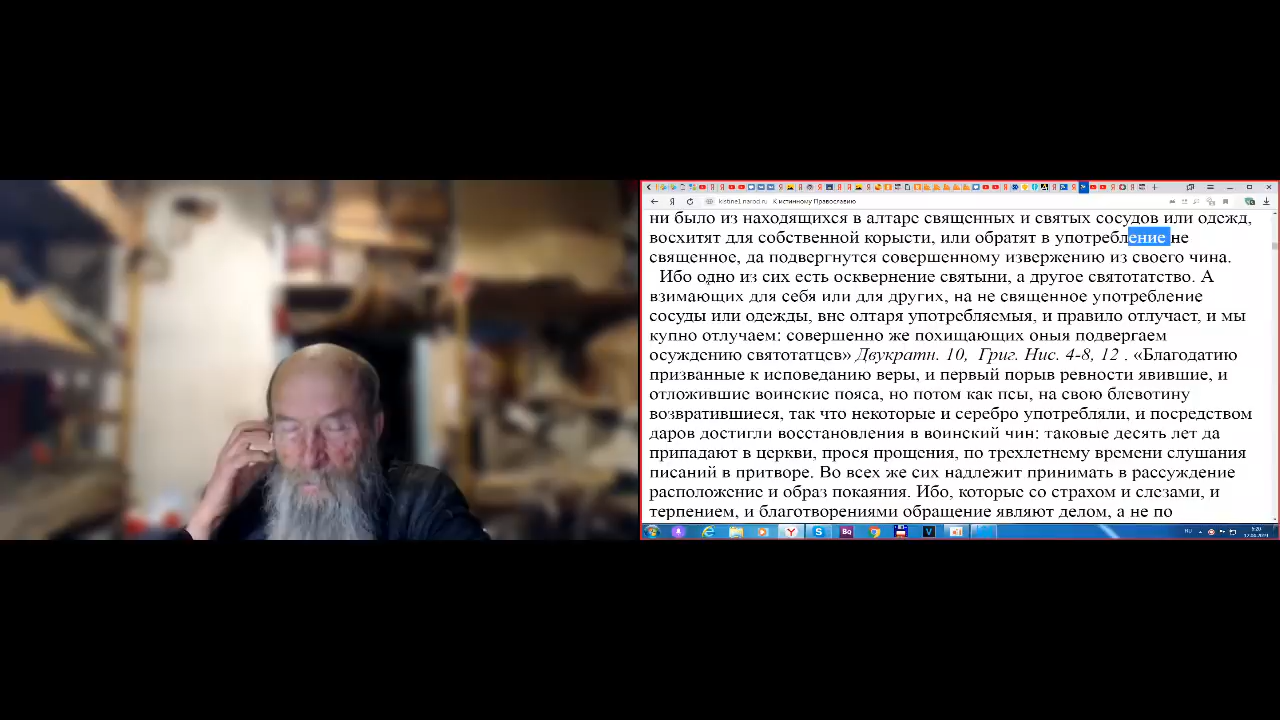 kistine1.narod.ru К истинному Православию
ни было из находящихся в алтаре священных и святых сосудов или одежд,
восхитят для собственной корысти, или обратят в употребление не
священное, да подвергнутся совершенному извержению из своего чина.
Ибо одно из сих есть осквернение святыни, а другое святотатство. А
взимающих для себя или для других, на не священное употребление
сосуды или одежды, вне олтаря употребляемыя, и правило отлучает, и мы
купно отлучаем: совершенно же похищающих оныя подвергаем
осуждению святотатцев» Двукратн. 10, Григ. Нис. 4-8, 12 . «Благодатию
призванные к исповеданию веры, и первый порыв ревности явившие, и
отложившие воинские пояса, но потом как псы, на свою блевотину
возвратившиеся, так что некоторые и серебро употребляли, и посредством
даров достигли восстановления в воинский чин: таковые десять лет да
припадают в церкви, прося прощения, по трехлетнему времени слушания
писаний в притворе. Во всех же сих надлежит принимать в рассуждение
расположение и образ покаяния. Ибо, которые со страхом и слезами, и
терпением, и благотворениями обращение являют делом, а не по
RU